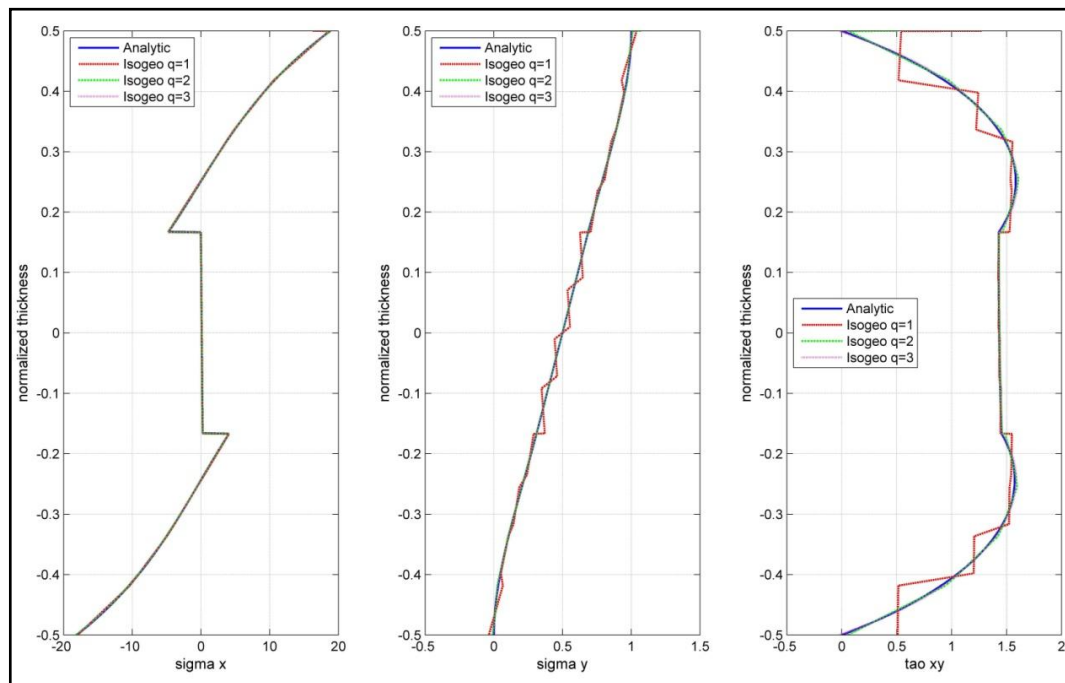 0.5
0.4
0.3
0.2
0.1
0
-0.1
-0.2
-0.3
-0.4
-0.5
normalized thickness
-20
-10
0
10
20
sigma x
Analytic
Isogeo q=1
Isogeo q=2
Isogeo q=3
0.5
0.4
0.3
0.2
0.1
0
-0.1
-0.2
-0.3
-0.4
-0.5
normalized thickness
-0.5
0
0.5
1
1.5
sigma y
Analytic
Isogeo q=1
Isogeo q=2
Isogeo q=3
0.5
0.4
0.3
0.2
0.1
0
-0.1
-0.2
-0.3
-0.4
-0.5
normalized thickness
-0.5
0
0.5
1
1.5
2
tao xy
Analytic
Isogeo q=1
Isogeo q=2
Isogeo q=3